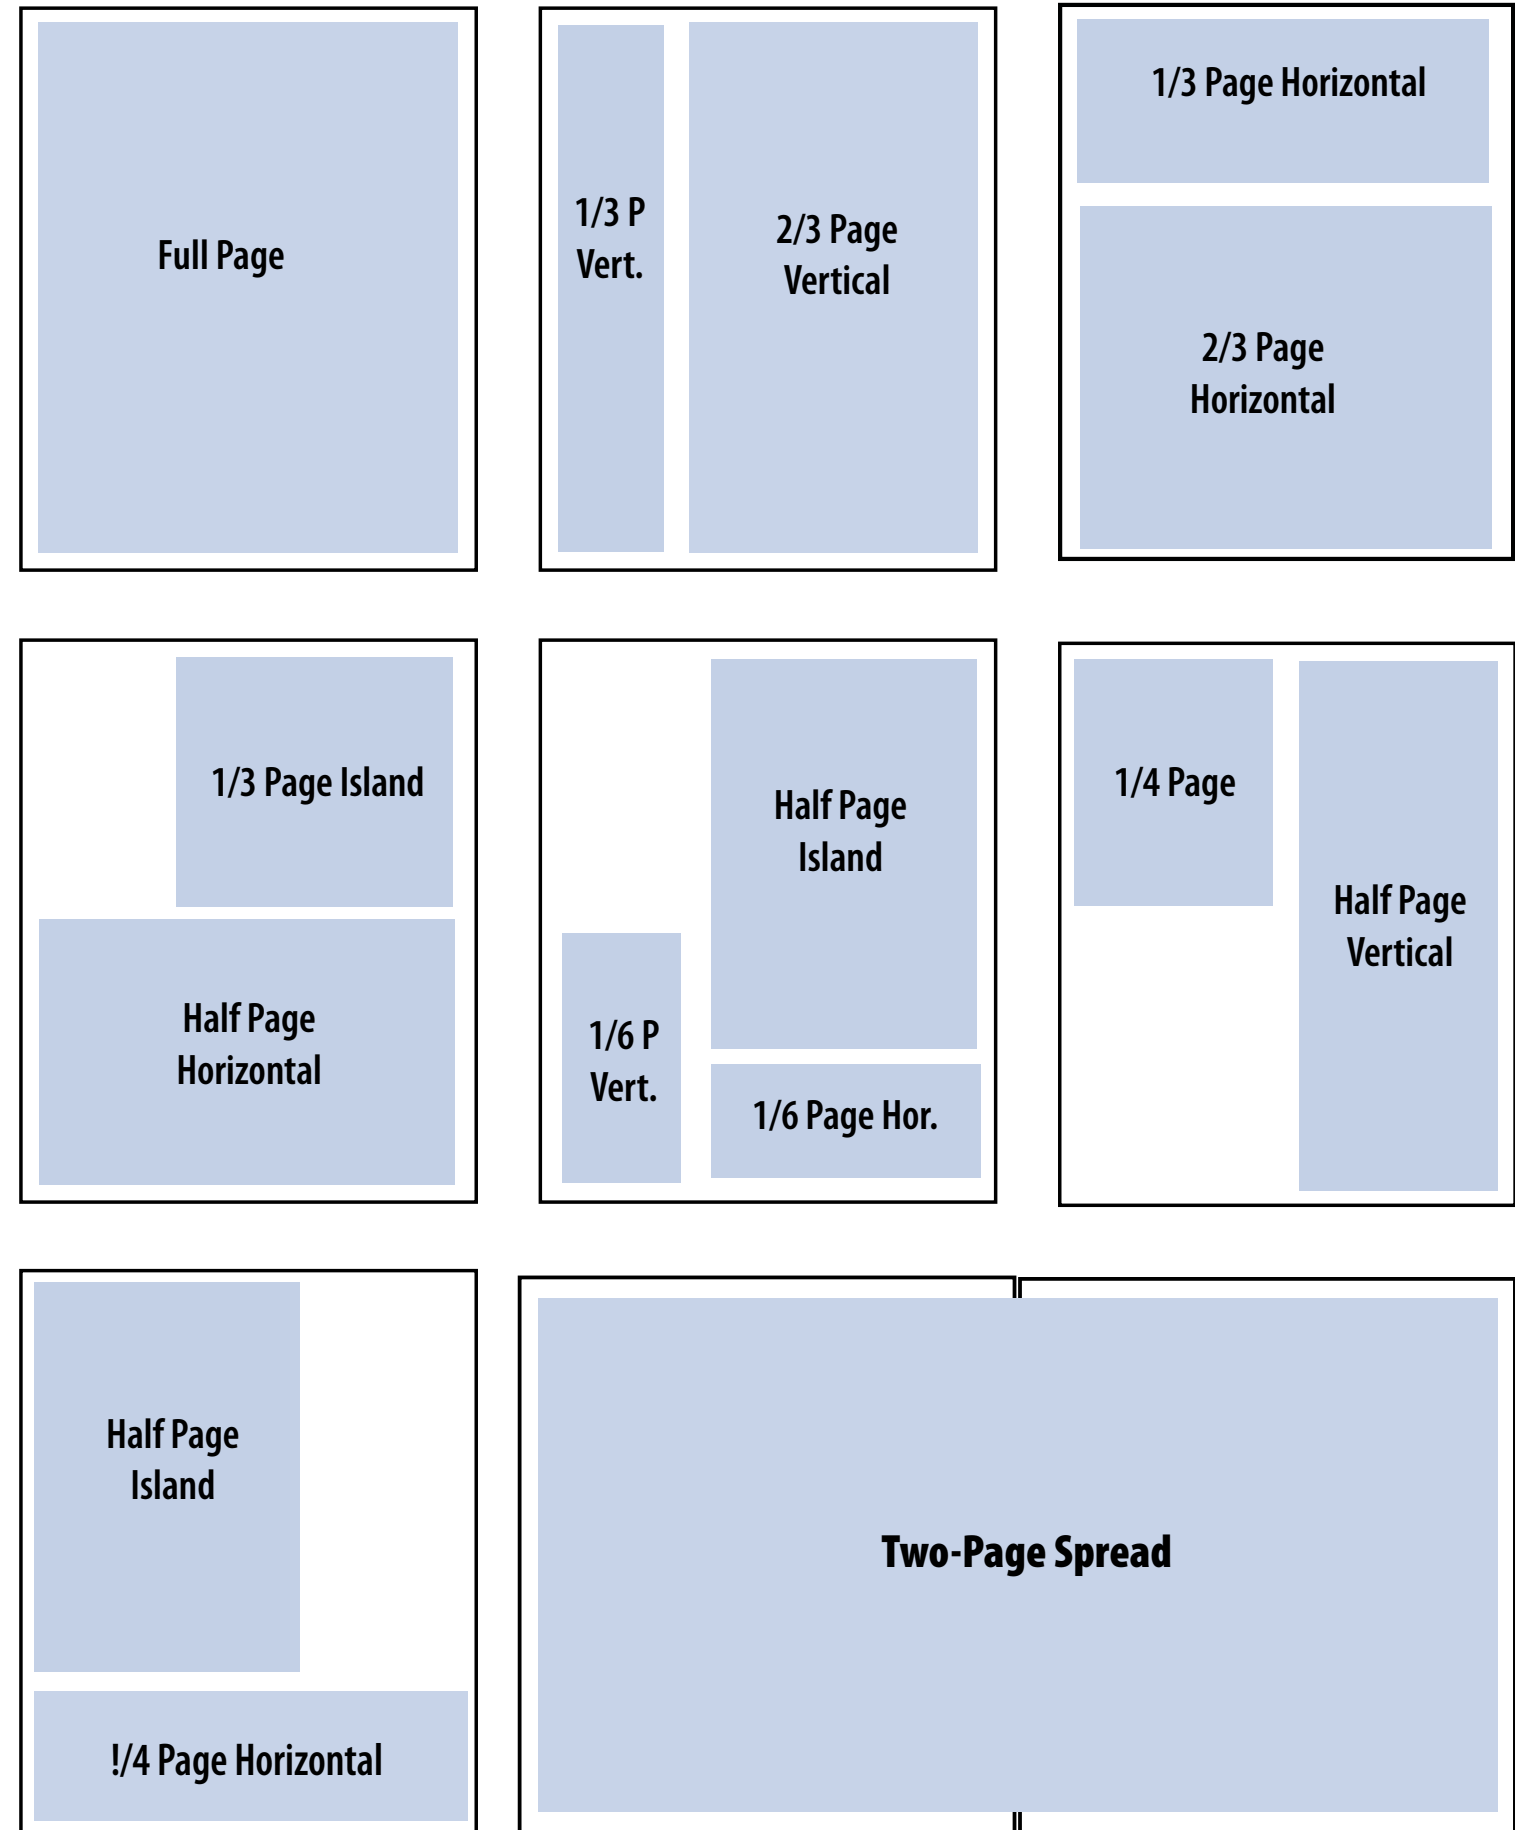 Full Page
1/3 P
Vert.
2/3 Page
Vertical
1/3 Page Horizontal
2/3 Page
Horizontal
1/3 Page Island
Half Page
Horizontal
Half Page
Island
1/6 P
Vert.
1/6 Page Hor.
1/4 Page
Half Page
Vertical
Half Page
Island
!/4 Page Horizontal
Two-Page Spread